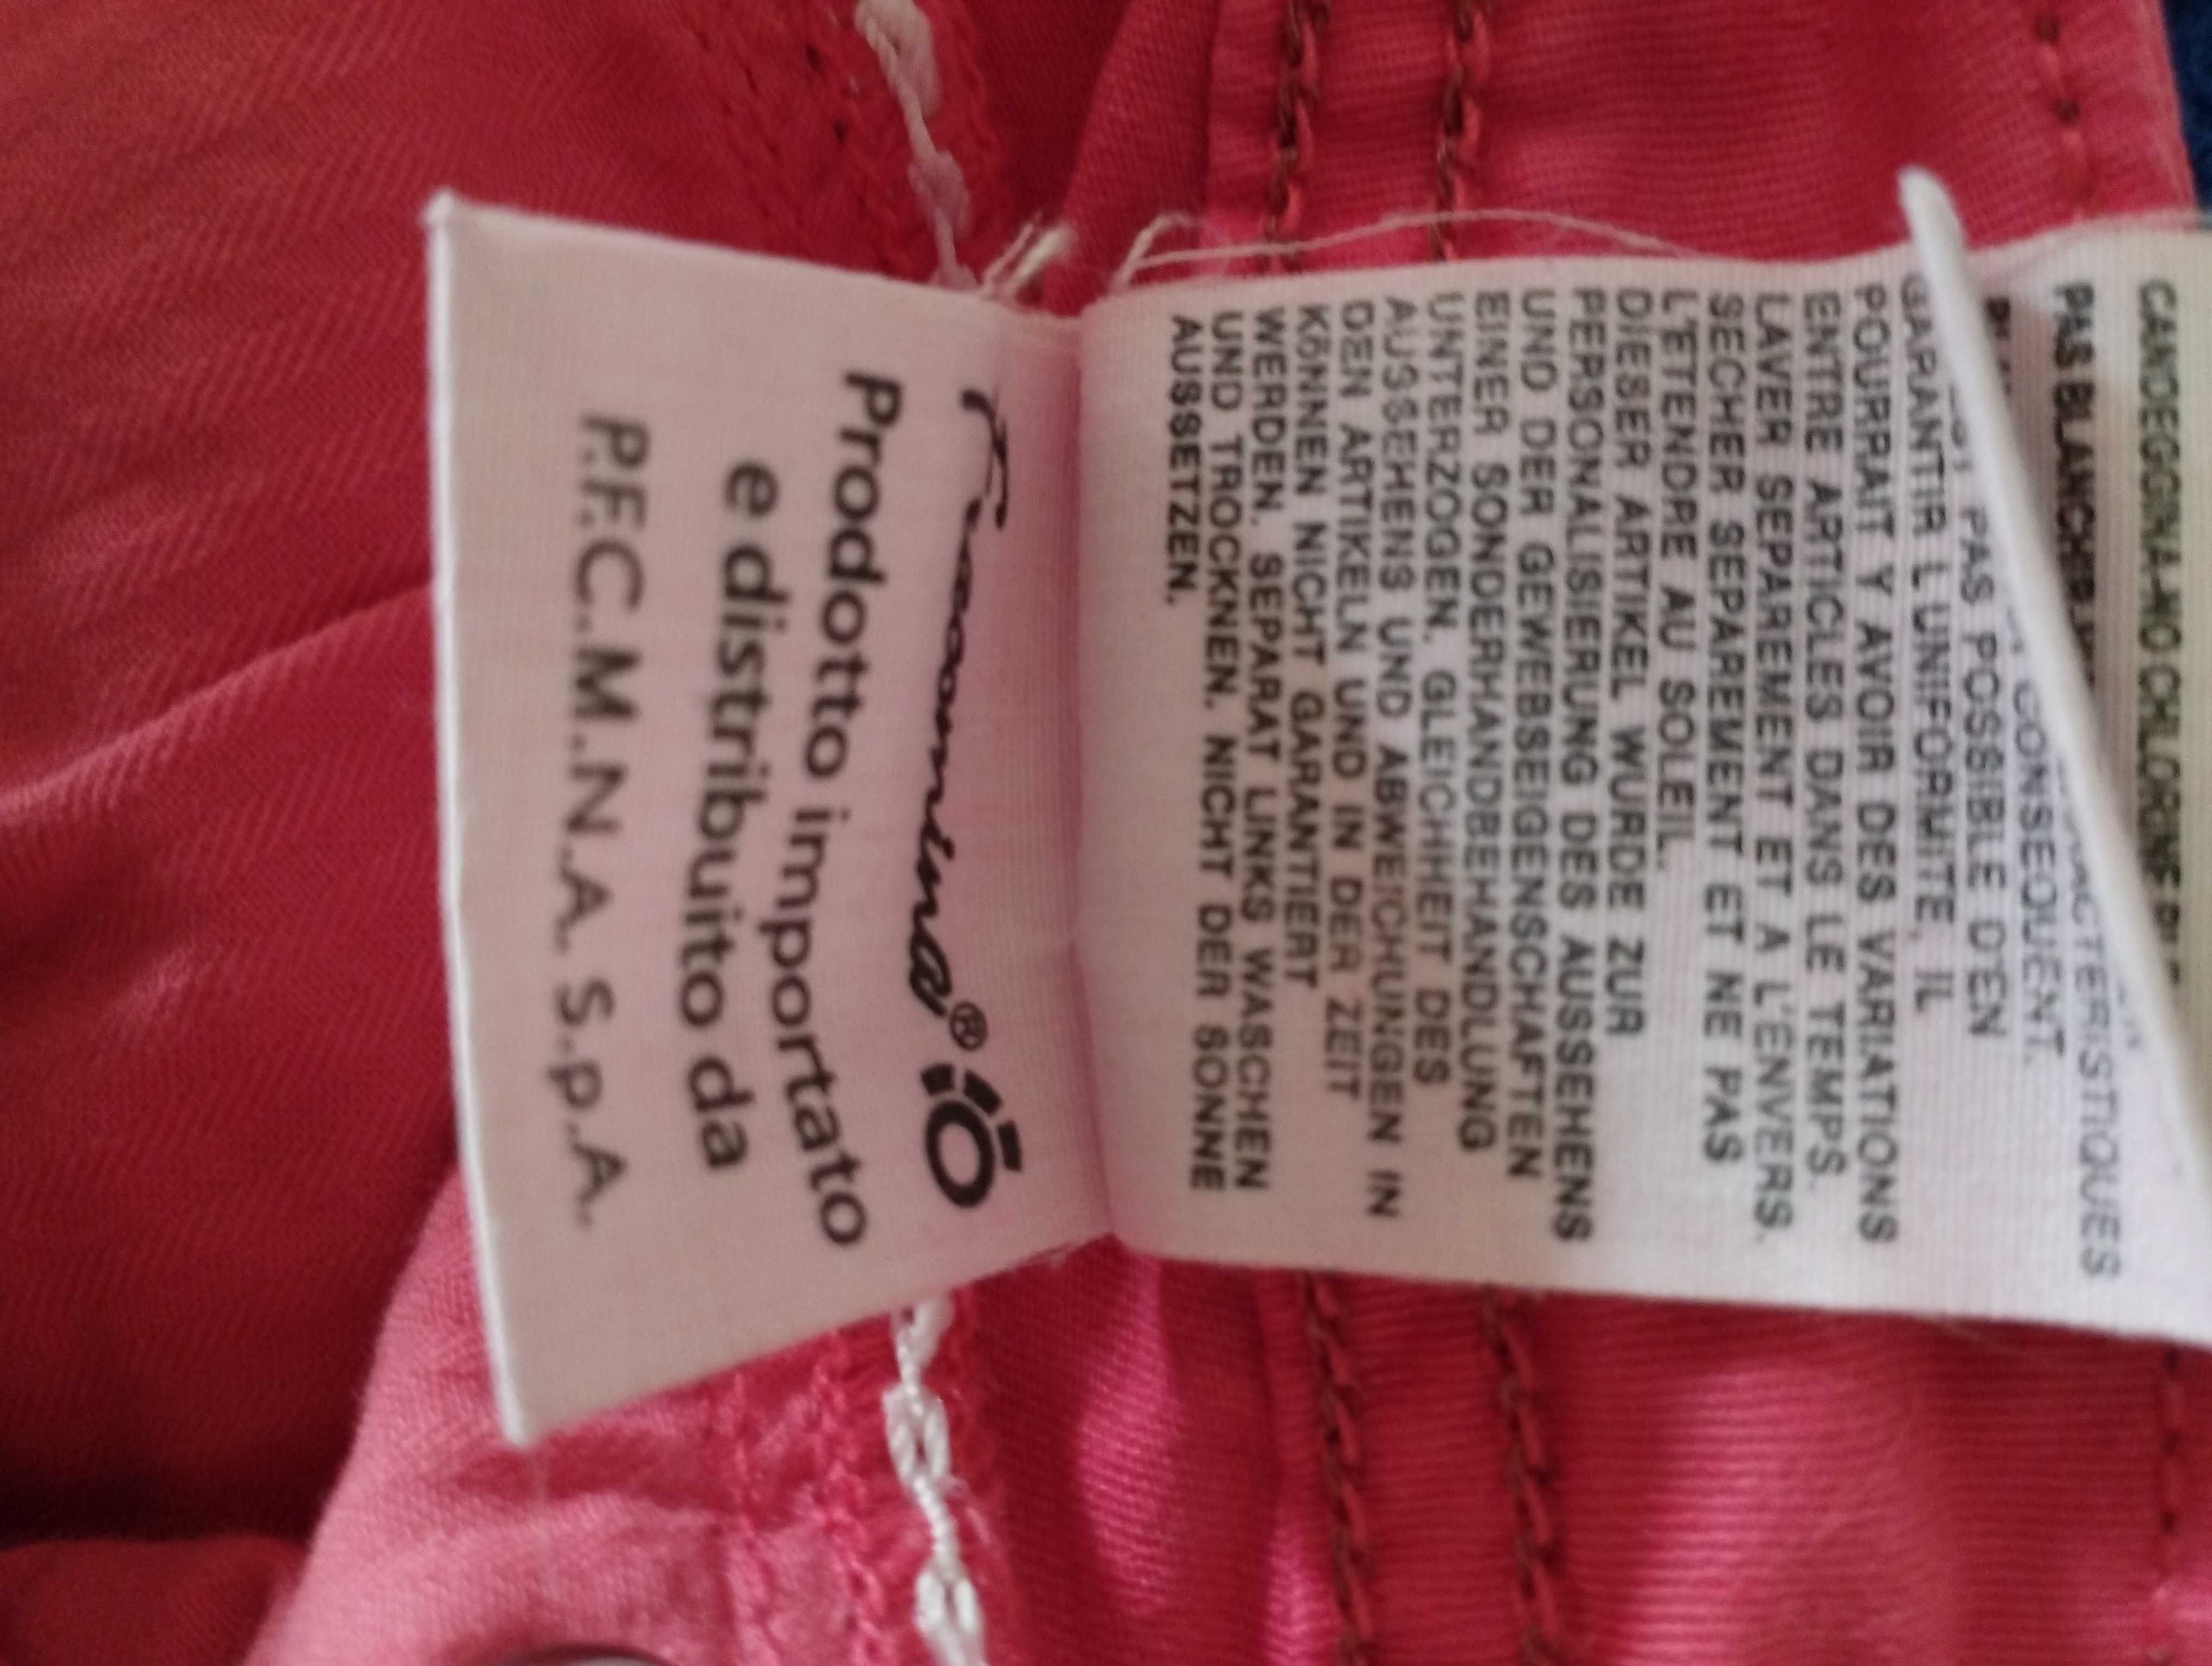 CANDEGGINA.NO CHLORE
PAS BLANCHIR
CONSEQUENT.
PAS POSSIBLE D'EN
GARANTIR L'UNIFORMITE, IL
POURRAIT Y AVOIR DES VARIATIONS
ENTRE ARTICLES DANS LE TEMPS.
LAVER SEPAREMENT ET A L'ENVERS.
SECHER SEPAREMENT ET NE PAS
L'ETENDRE AU SOLEIL.
DIESER ARTIKEL WURDE ZUR
PERSONALISIERUNG DES AUSSEHENS
UND DER GEWEBSEIGENSCHAFTEN
EINER SONDERHANDBEHANDLUNG
UNTERZOGEN. GLEICHHEIT DES
AUSSEHENS UND ABWEICHUNGEN IN
DEN ARTIKELN UND IN DER ZEIT
KÖNNEN NICHT GARANTIERT
WERDEN. SEPARAT LINKS WASCHEN
UND TROCKNEN. NICHT DER SONNE
AUSSETZEN.
®
Prodotto importato
e distribuito da
P.F.C.M.N.A. S.p.A.